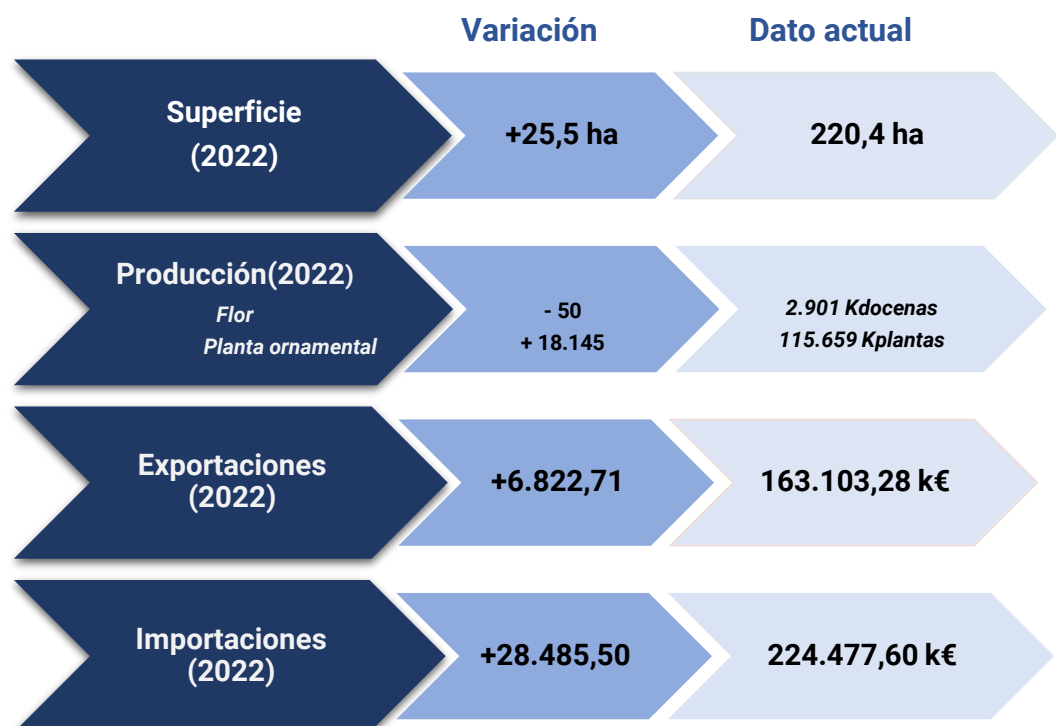 Variación Dato actual
Superficie
(2022)
+25,5 ha
220,4 ha
Producción(2022)
Flor
Planta ornamental
- 50
+ 18.145
2.901 Kdocenas
115.659 Kplantas
Exportaciones
(2022)
+6.822,71
163.103,28 k€
Importaciones
(2022)
+28.485,50
224.477,60 k€